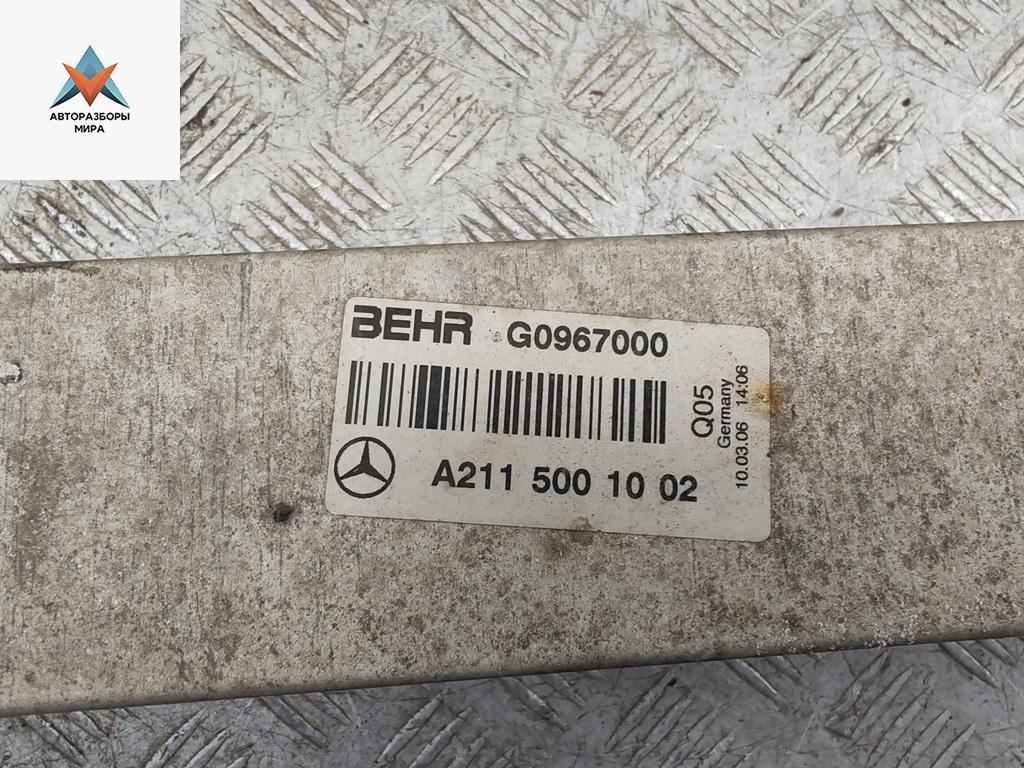 АВТОРАЗБОРЫ
МИРА
BEHR G0967000
Q05
Germany
10.03.06 14:06
A211 500 10 02